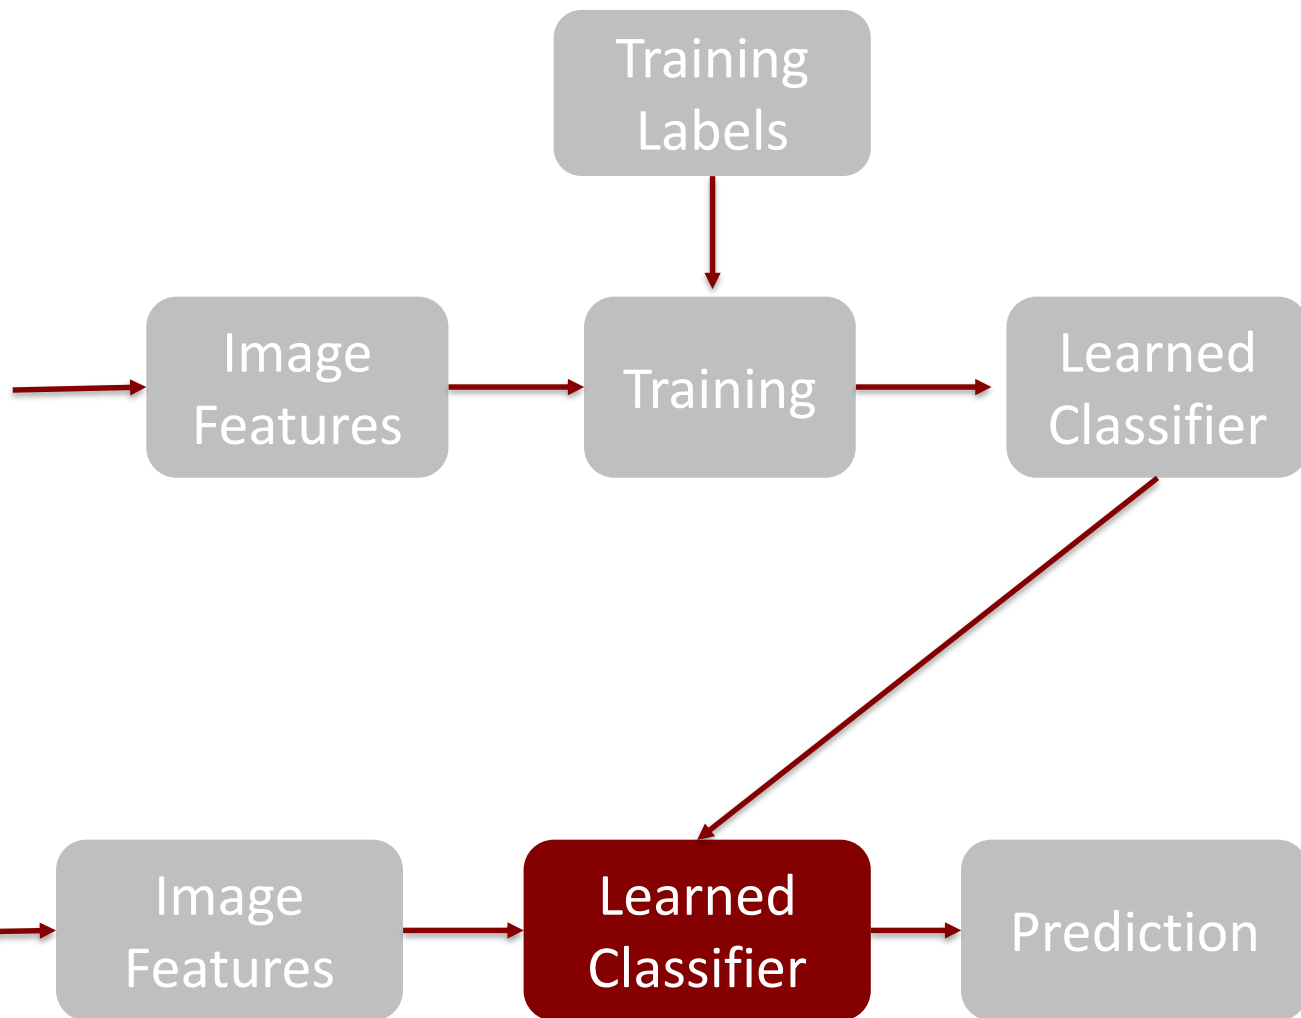 Training
Labels
Image
Features
Training
Learned
Classifier
Image
Features
Learned
Classifier
Prediction